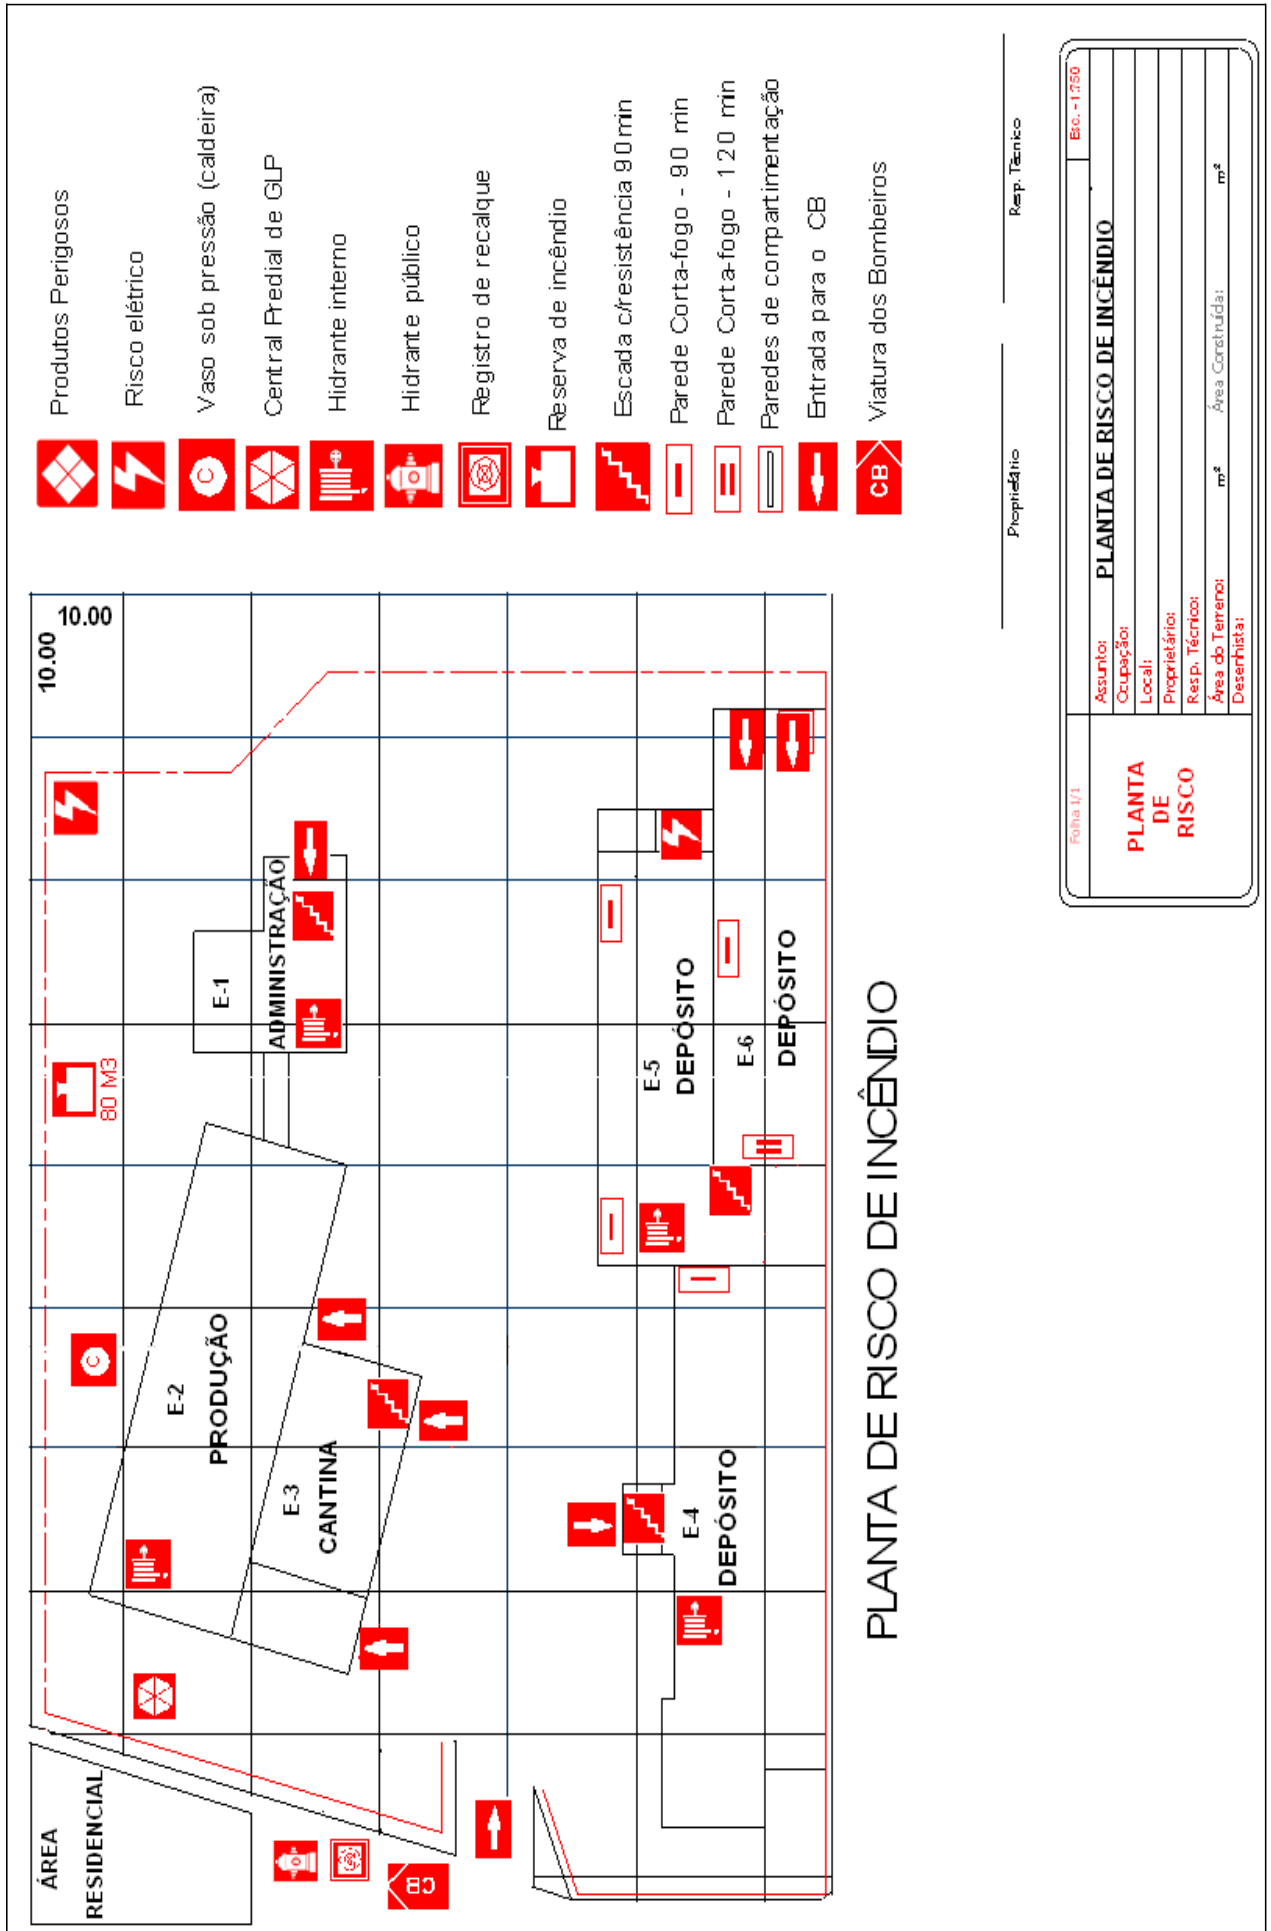 ÁREA
RESIDENCIAL
80 M3
10.00
10.00
E-1
ADMINISTRAÇÃO
E-2
PRODUÇÃO
C
E-3
CANTINA
E-4
DEPÓSITO
E-5
DEPÓSITO
E-6
DEPÓSITO
CB
PLANTA DE RISCO DE INCÊNDIO
Produtos Perigosos
Risco elétrico
C
Vaso sob pressão (caldeira)
Central Predial de GLP
Hidrante interno
Hidrante público
Registro de recalque
Reserva de incêndio
Escada c/resistência 90min
Parede Corta-fogo - 90 min
Parede Corta-fogo - 120 min
Paredes de compartimentação
Entrada para o CB
CB
Viatura dos Bombeiros
Proprietário
Resp. Técnico
Folha 1/1
Esc. - 1:750
PLANTA
DE
RISCO
Assunto: PLANTA DE RISCO DE INCÊNDIO
Ocupação:
Local:
Proprietário:
Resp. Técnico:
Área do Terreno: m² Área Construída: m²
Desenhista: